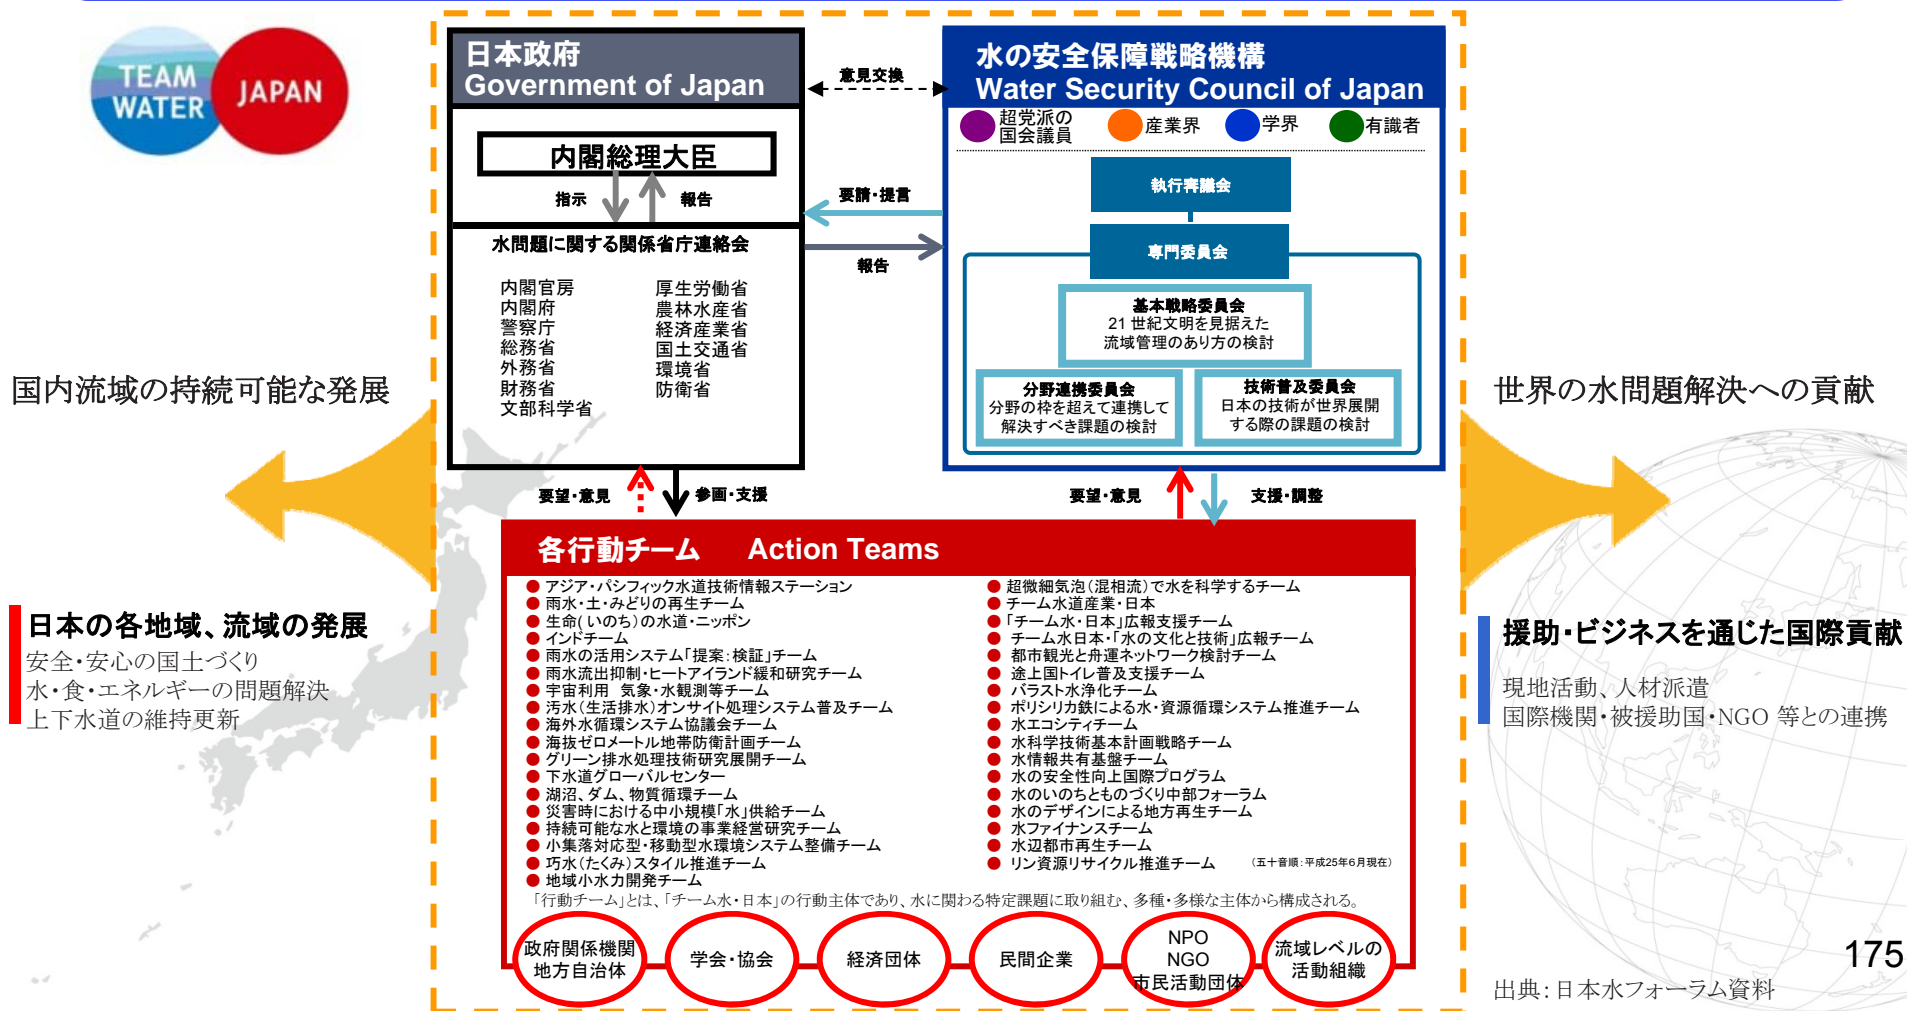 TEAM
WATER
JAPAN
日本政府
Government of Japan
内閣総理大臣
指示
報告
水問題に関する関係省庁連絡会
内閣官房
内閣府
警察庁
総務省
外務省
財務省
文部科学省
厚生労働省
農林水産省
経済産業省
国土交通省
環境省
防衛省
意見交換
要請・提言
報告
水の安全保障戦略機構
Water Security Council of Japan
超党派の
国会議員
産業界
学界
有識者
執行審議会
専門委員会
基本戦略委員会
21 世紀文明を見据えた
流域管理のあり方の検討
分野連携委員会
分野の枠を超えて連携して
解決すべき課題の検討
技術普及委員会
日本の技術が世界展開
する際の課題の検討
国内流域の持続可能な発展
世界の水問題解決への貢献
要望・意見
参画・支援
要望・意見
支援・調整
各行動チーム Action Teams
● アジア・パシフィック水道技術情報ステーション
● 雨水・土・みどりの再生チーム
● 生命(いのち)の水道・ニッポン
● インドチーム
● 雨水の活用システム「提案:検証」チーム
● 雨水流出抑制・ヒートアイランド緩和研究チーム
● 宇宙利用 気象・水観測等チーム
● 汚水(生活排水)オンサイト処理システム普及チーム
● 海外水循環システム協議会チーム
● 海抜ゼロメートル地帯防衛計画チーム
● グリーン排水処理技術研究展開チーム
● 下水道グローバルセンター
● 湖沼、ダム、物質循環チーム
● 災害時における中小規模「水」供給チーム
● 持続可能な水と環境の事業経営研究チーム
● 小集落対応型・移動型水環境システム整備チーム
● 巧水(たくみ)スタイル推進チーム
● 地域小水力開発チーム
● 超微細気泡(混相流)で水を科学するチーム
● チーム水道産業・日本
● 「チーム水・日本」広報支援チーム
● チーム水日本・「水の文化と技術」広報チーム
● 都市観光と舟運ネットワーク検討チーム
● 途上国トイレ普及支援チーム
● バラスト水浄化チーム
● ポリシリカ鉄による水・資源循環システム推進チーム
● 水エコシティチーム
● 水科学技術基本計画戦略チーム
● 水情報共有基盤チーム
● 水の安全性向上国際プログラム
● 水のいのちとものづくり中部フォーラム
● 水のデザインによる地方再生チーム
● 水ファイナンスチーム
● 水辺都市再生チーム
● リン資源リサイクル推進チーム
(五十音順:平成25年6月現在)
「行動チーム」とは、「チーム水・日本」の行動主体であり、水に関わる特定課題に取り組む、多種・多様な主体から構成される。
政府関係機関
地方自治体
学会・協会
経済団体
民間企業
NPO
NGO
市民活動団体
流域レベルの
活動組織
日本の各地域、流域の発展
安全・安心の国土づくり
水・食・エネルギーの問題解決
上下水道の維持更新
援助・ビジネスを通じた国際貢献
現地活動、人材派遣
国際機関・被援助国・NGO 等との連携
175
出典:日本水フォーラム資料